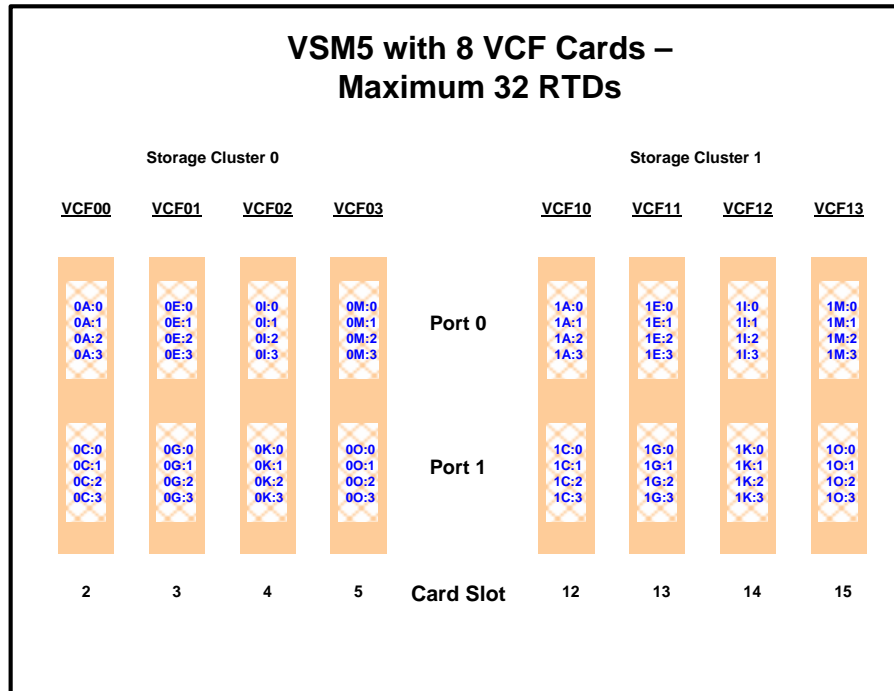 VSM5 with 8 VCF Cards –
Maximum 32 RTDs
Storage Cluster 0 Storage Cluster 1
VCF00 VCF01 VCF02 VCF03 VCF10 VCF11 VCF12 VCF13
0A:0 0E:0 0I:0 0M:0 1A:0 1E:0 1I:0 1M:0
0A:1 0E:1 0I:1 0M:1 Port 0 1A:1 1E:1 1I:1 1M:1
0A:2 0E:2 0I:2 0M:2 1A:2 1E:2 1I:2 1M:2
0A:3 0E:3 0I:3 0M:3 1A:3 1E:3 1I:3 1M:3
0C:0 0G:0 0K:0 0O:0 1C:0 1G:0 1K:0 1O:0
0C:1 0G:1 0K:1 0O:1 Port 1 1C:1 1G:1 1K:1 1O:1
0C:2 0G:2 0K:2 0O:2 1C:2 1G:2 1K:2 1O:2
0C:3 0G:3 0K:3 0O:3 1C:3 1G:3 1K:3 1O:3
2 3 4 5 Card Slot 12 13 14 15